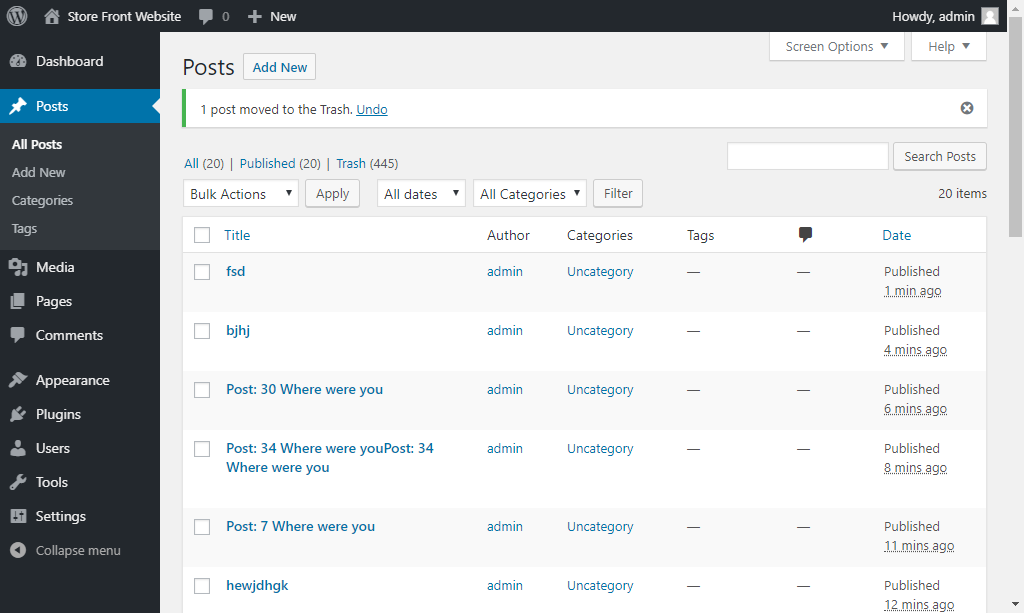 Store Front Website 0 New Howdy, admin
Dashboard
Posts
All Posts
Add New
Categories
Tags
Media
Pages
Comments
Appearance
Plugins
Users
Tools
Settings
Collapse menu
Screen Options Help
Posts Add New
1 post moved to the Trash. Undo
All (20) | Published (20) | Trash (445) Search Posts
Bulk Actions Apply All dates All Categories Filter 20 items
Title Author Categories Tags Date
fsd admin Uncategory — — Published
1 min ago
bjhj admin Uncategory — — Published
4 mins ago
Post: 30 Where were you admin Uncategory — — Published
6 mins ago
Post: 34 Where were youPost: 34 admin Uncategory — — Published
Where were you 8 mins ago
Post: 7 Where were you admin Uncategory — — Published
11 mins ago
hewjdhgk admin Uncategory — — Published
12 mins ago